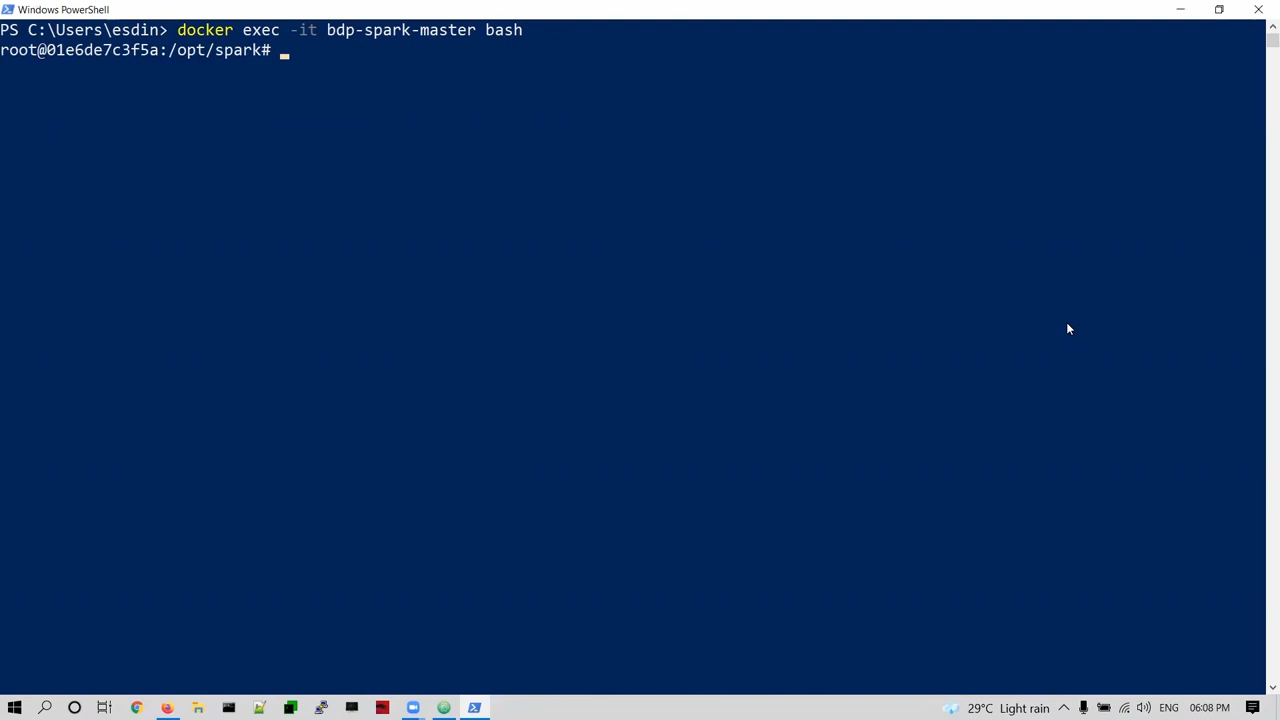 Windows PowerShell
PS C:\Users\esdin> docker exec -it bdp-spark-master bash
root@01e6de7c3f5a:/opt/spark#
29°C Light rain
ENG
06:08 PM